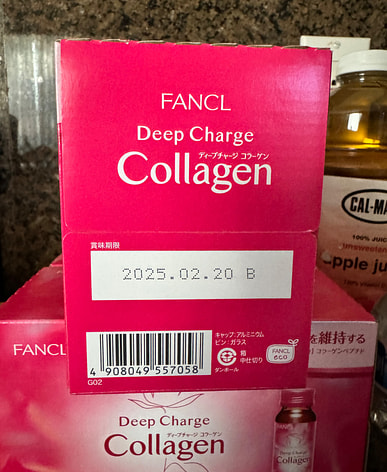 FANCL
Deep Charge
ディープチャージ コラーゲン
Collagen
賞味期限
2025.02.20 B
キャップ:アルミニウム
ビン:ガラス
箱
中仕切り
ダンボール
FANCL
eco
4 908049 557058
G02
CAL-MA
100% JUIC
pple ju
FANCL
を維持する
コラーゲンペプチド
Deep Charge
ディープチャージ コラーゲン
Collagen
FANCL
Deep Charge
Collagen